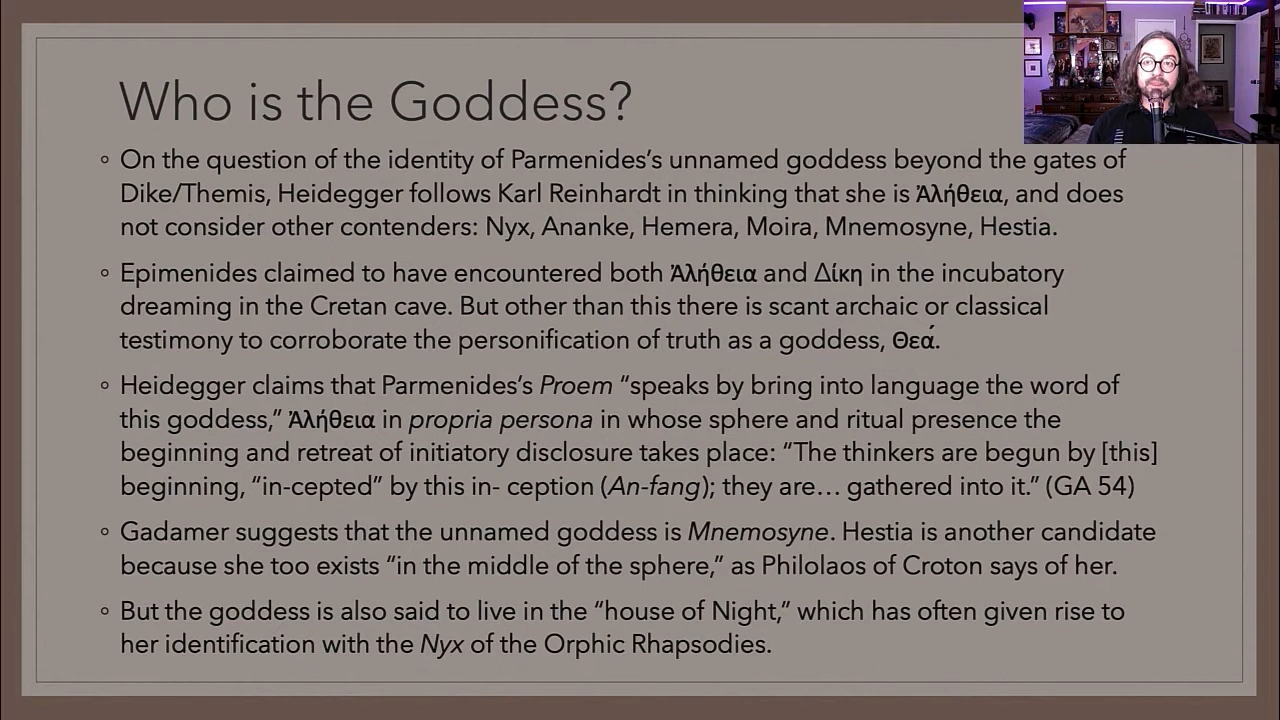 Who is the Goddess?
◦ On the question of the identity of Parmenides’s unnamed goddess beyond the gates of
Dike/Themis, Heidegger follows Karl Reinhardt in thinking that she is Ἀλήθεια, and does
not consider other contenders: Nyx, Ananke, Hemera, Moira, Mnemosyne, Hestia.
◦ Epimenides claimed to have encountered both Ἀλήθεια and Δίκη in the incubatory
dreaming in the Cretan cave. But other than this there is scant archaic or classical
testimony to corroborate the personification of truth as a goddess, Θεά.
◦ Heidegger claims that Parmenides’s Proem “speaks by bring into language the word of
this goddess,” Ἀλήθεια in propria persona in whose sphere and ritual presence the
beginning and retreat of initiatory disclosure takes place: “The thinkers are begun by [this]
beginning, “in-cepted” by this in- ception (An-fang); they are… gathered into it.” (GA 54)
◦ Gadamer suggests that the unnamed goddess is Mnemosyne. Hestia is another candidate
because she too exists “in the middle of the sphere,” as Philolaos of Croton says of her.
◦ But the goddess is also said to live in the “house of Night,” which has often given rise to
her identification with the Nyx of the Orphic Rhapsodies.